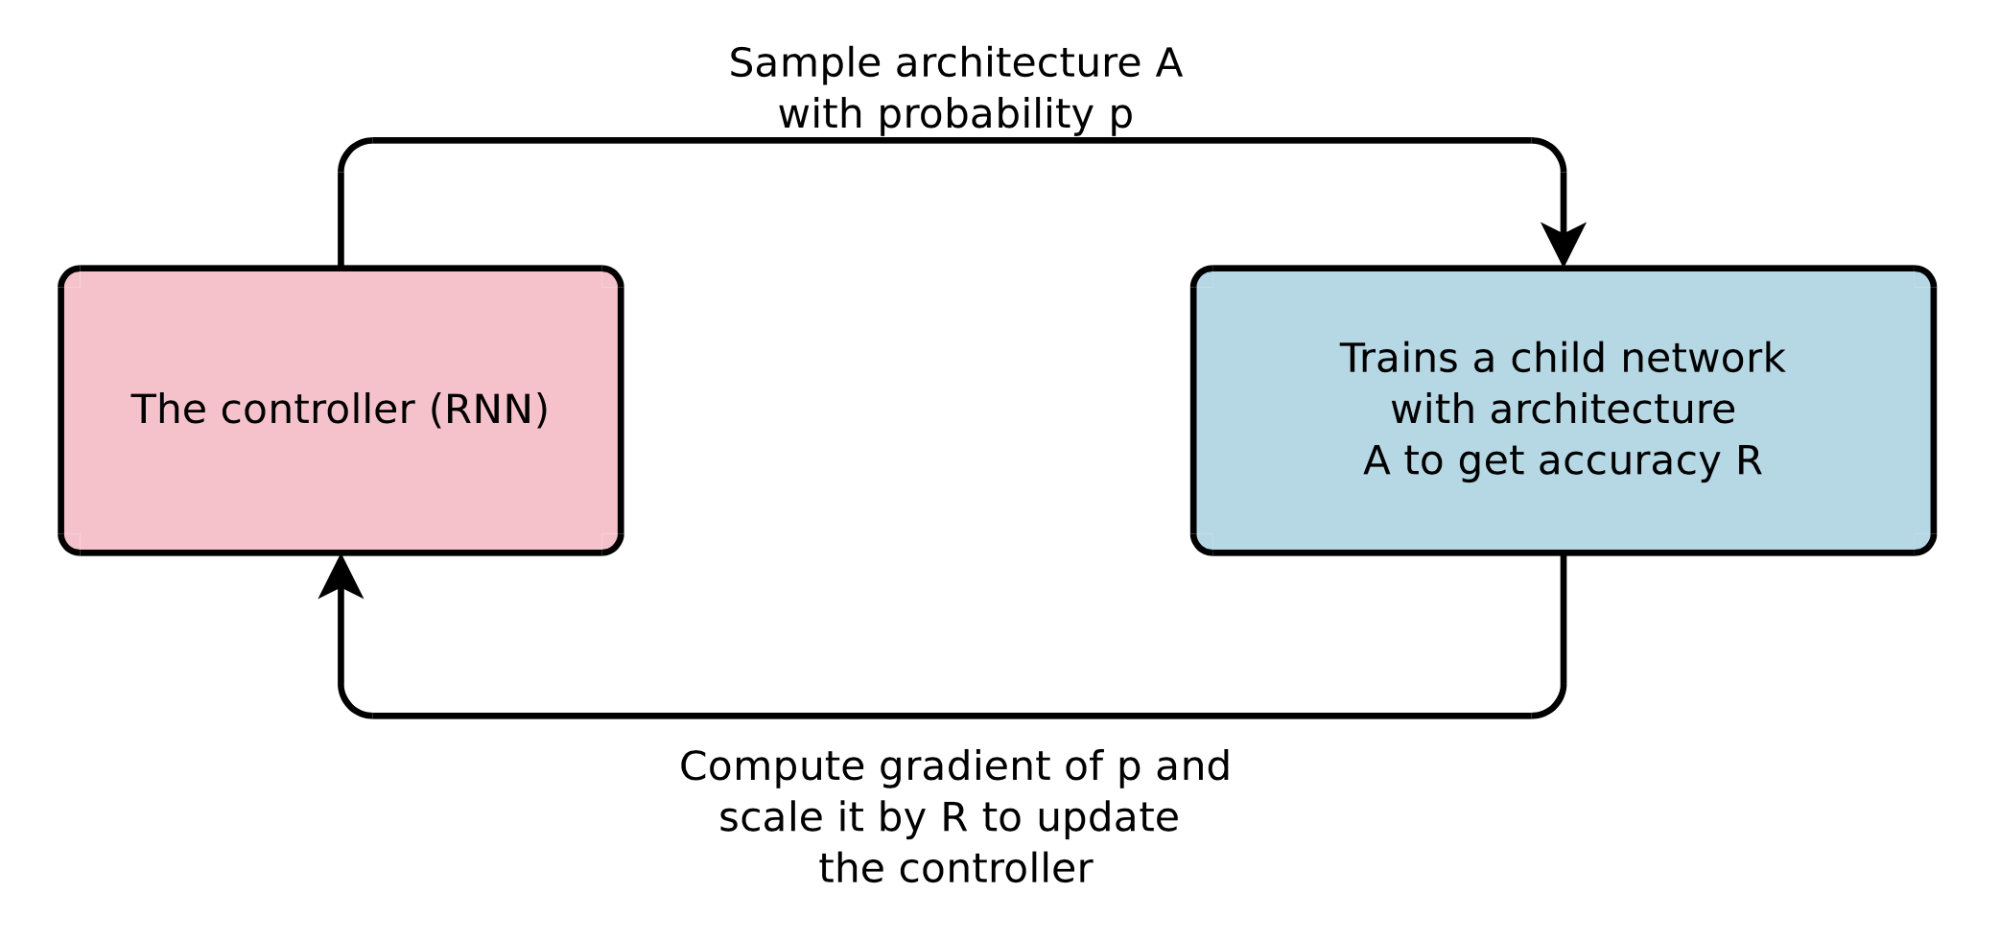 Sample architecture A
with probability p
The controller (RNN)
Trains a child network
with architecture
A to get accuracy R
Compute gradient of p and
scale it by R to update
the controller